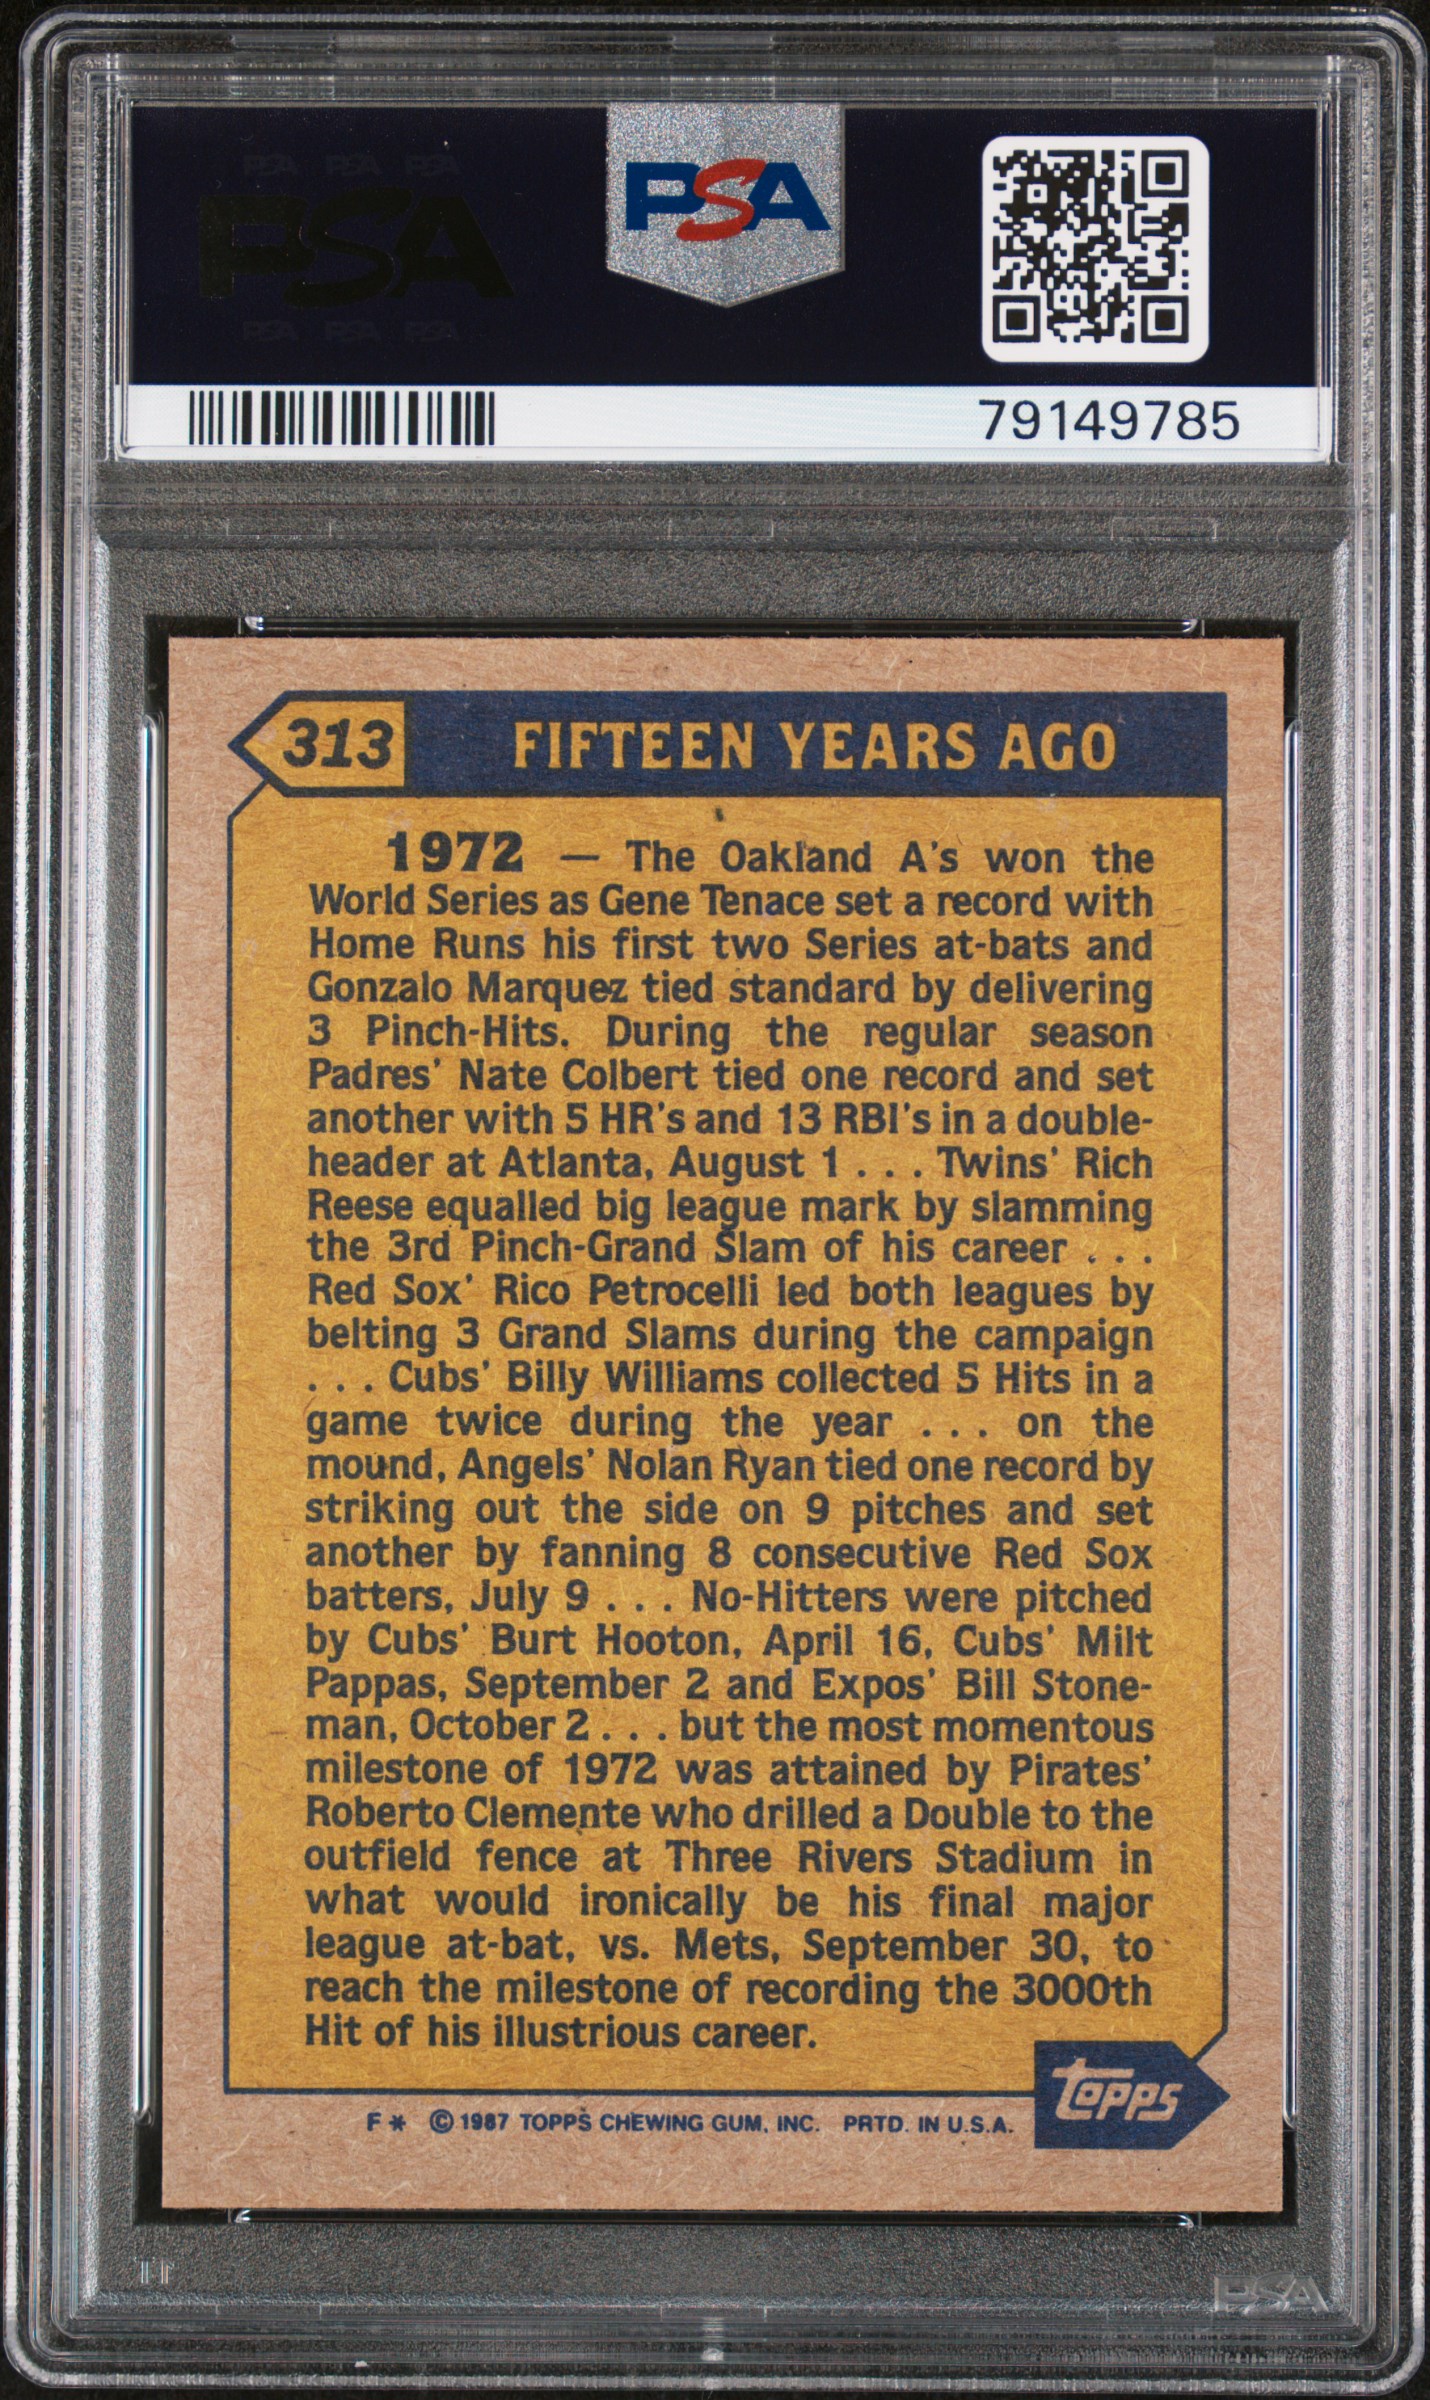 PSA PSA PSA
PSA
PSA PSA PSA
PSA
79149785
313 FIFTEEN YEARS AGO
1972 — The Oakland A's won the
World Series as Gene Tenace set a record with
Home Runs his first two Series at-bats and
Gonzalo Marquez tied standard by delivering
3 Pinch-Hits. During the regular season
Padres' Nate Colbert tied one record and set
another with 5 HR's and 13 RBI's in a double-
header at Atlanta, August 1 . . . Twins' Rich
Reese equalled big league mark by slamming
the 3rd Pinch-Grand Slam of his career . . .
Red Sox' Rico Petrocelli led both leagues by
belting 3 Grand Slams during the campaign
. . . Cubs' Billy Williams collected 5 Hits in a
game twice during the year . . . on the
mound, Angels' Nolan Ryan tied one record by
striking out the side on 9 pitches and set
another by fanning 8 consecutive Red Sox
batters, July 9 . . . No-Hitters were pitched
by Cubs' Burt Hooton, April 16, Cubs' Milt
Pappas, September 2 and Expos' Bill Stone-
man, October 2 . . . but the most momentous
milestone of 1972 was attained by Pirates'
Roberto Clemente who drilled a Double to the
outfield fence at Three Rivers Stadium in
what would ironically be his final major
league at-bat, vs. Mets, September 30, to
reach the milestone of recording the 3000th
Hit of his illustrious career.
topps
F * © 1987 TOPPS CHEWING GUM, INC. PRTD. IN U.S.A.
PSA